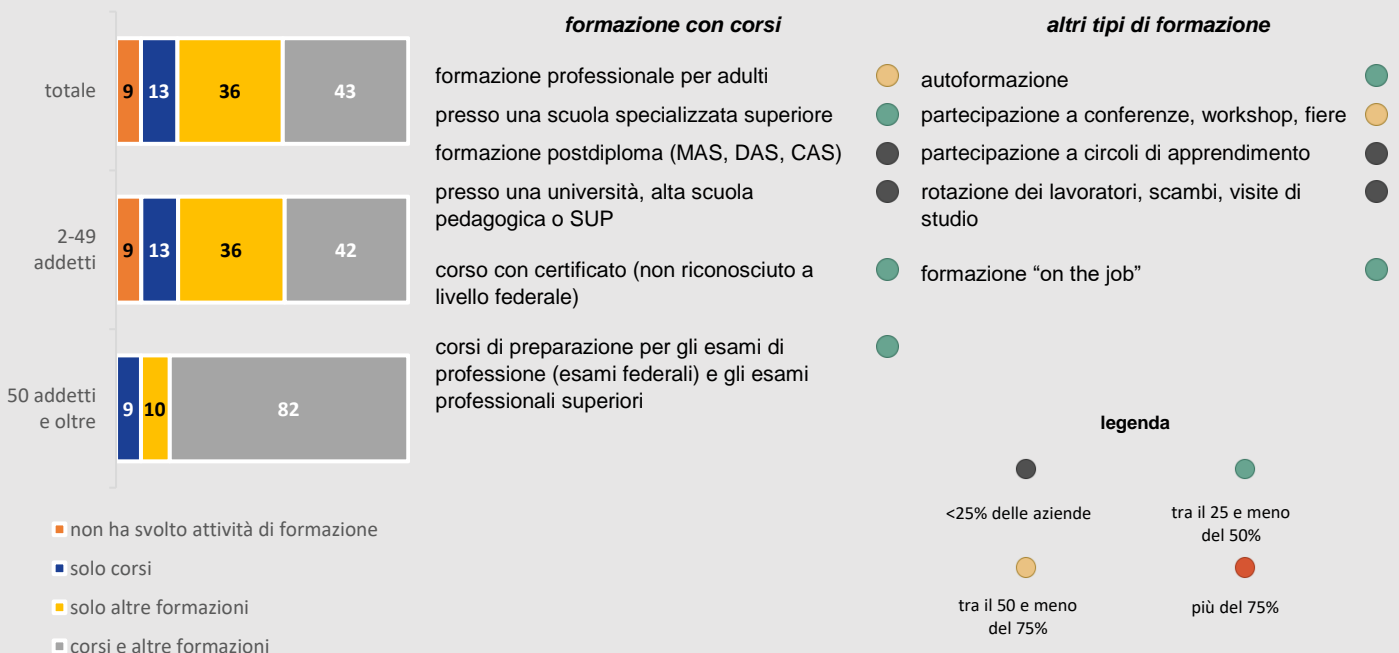 totale
9 13 36 43
2-49
addetti
9 13 36 42
50 addetti
e oltre
9 10 82
non ha svolto attività di formazione
solo corsi
solo altre formazioni
corsi e altre formazioni
formazione con corsi
formazione professionale per adulti
presso una scuola specializzata superiore
formazione postdiploma (MAS, DAS, CAS)
presso una università, alta scuola
pedagogica o SUP
corso con certificato (non riconosciuto a
livello federale)
corsi di preparazione per gli esami di
professione (esami federali) e gli esami
professionali superiori
altri tipi di formazione
autoformazione
partecipazione a conferenze, workshop, fiere
partecipazione a circoli di apprendimento
rotazione dei lavoratori, scambi, visite di
studio
formazione “on the job”
legenda
<25% delle aziende
tra il 25 e meno
del 50%
tra il 50 e meno
del 75%
più del 75%